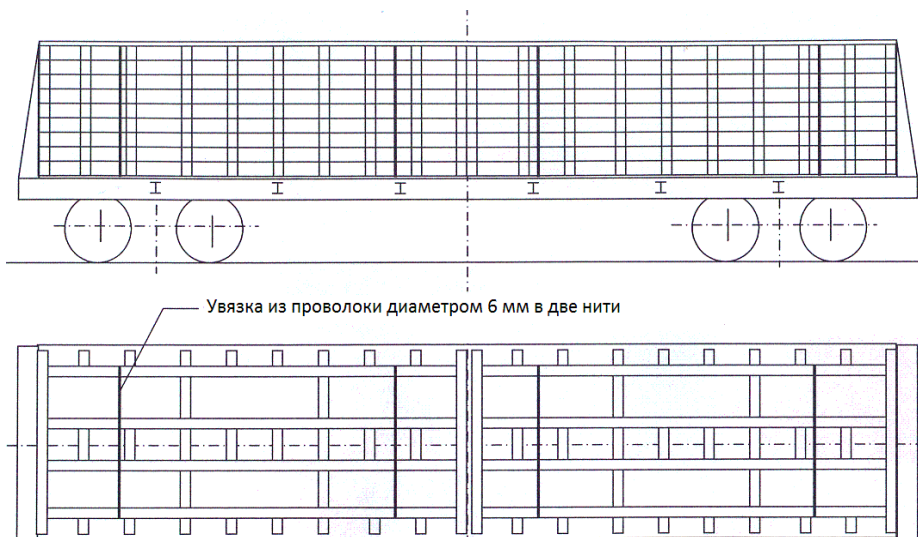 Увязка из проволоки диаметром 6 мм в две нити